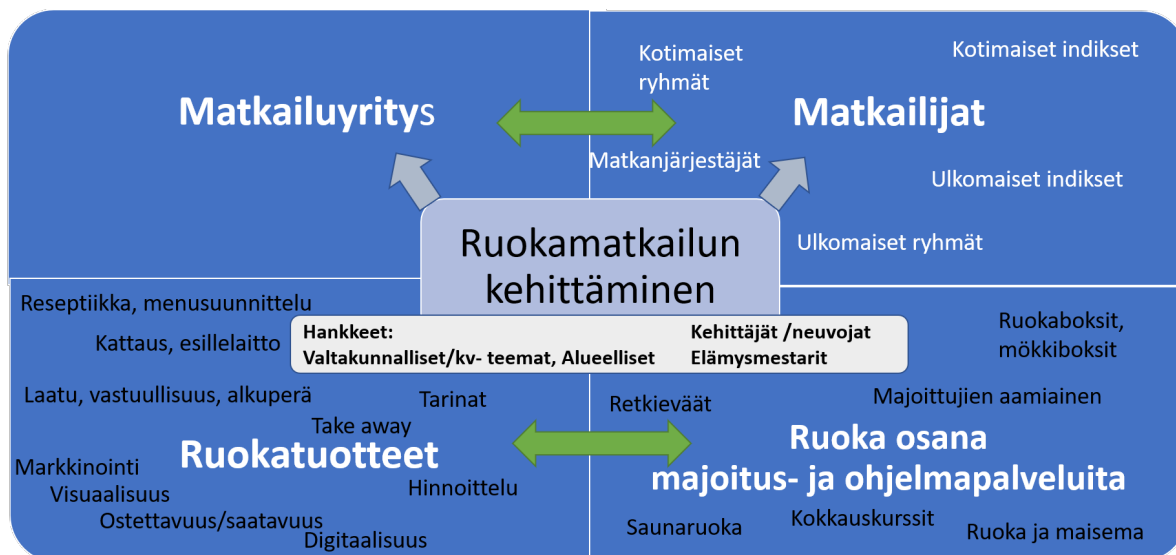 Matkailuyritys
Kotimaiset
ryhmät
Kotimaiset indikset
Matkailijat
Matkanjärjestäjät
Ulkomaiset indikset
Ulkomaiset ryhmät
Ruokamatkailun
kehittäminen
Hankkeet:
Valtakunnalliset/kv- teemat, Alueelliset
Kehittäjät /neuvojat
Elämysmestarit
Reseptiikka, menusuunnittelu
Kattaus, esillelaitto
Laatu, vastuullisuus, alkuperä
Tarinat
Take away
Ruokatuotteet
Markkinointi
Visuaalisuus
Hinnoittelu
Ostettavuus/saatavuus
Digitaalisuus
Ruokaboksit,
mökkiboksit
Retkieväät
Majoittujien aamiainen
Ruoka osana
majoitus- ja ohjelmapalveluita
Saunaruoka
Kokkauskurssit
Ruoka ja maisema